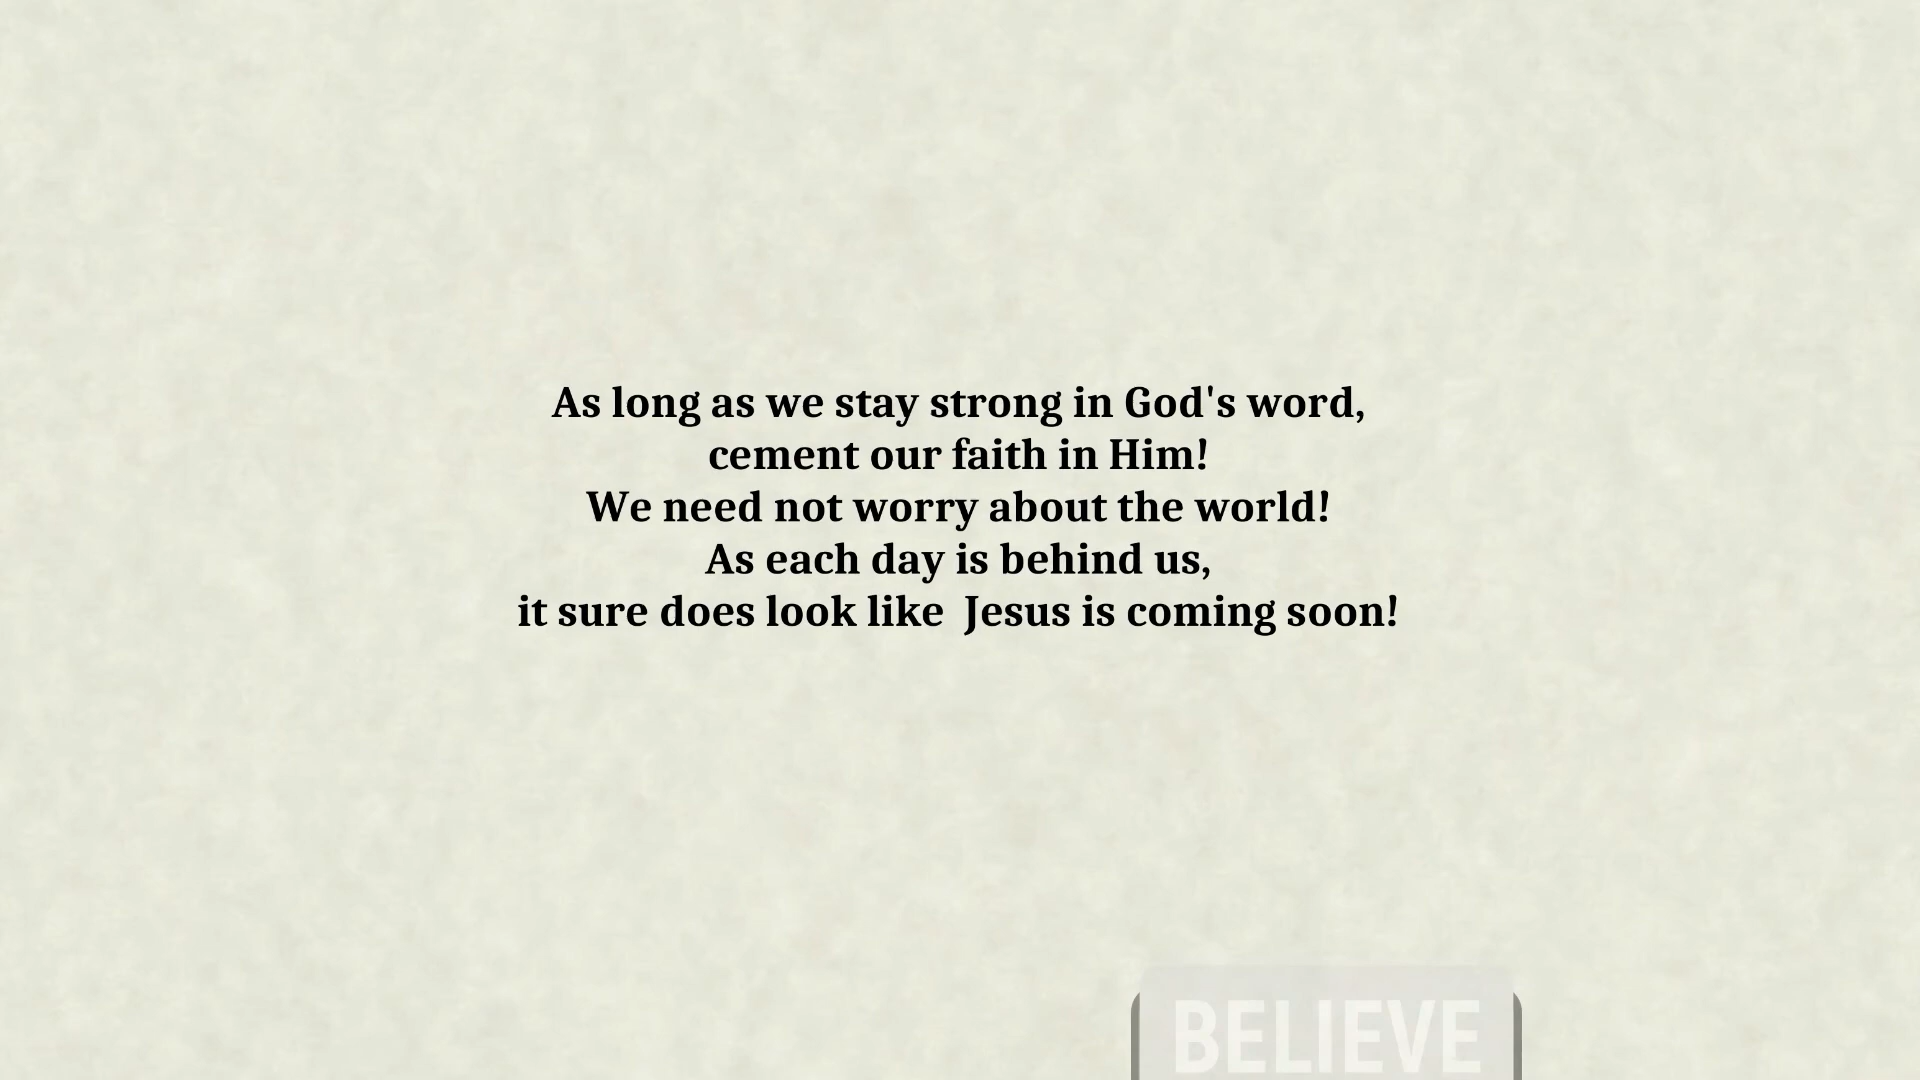 As long as we stay strong in God's word,
cement our faith in Him!
We need not worry about the world!
As each day is behind us,
it sure does look like  Jesus is coming soon!
BELIEVE